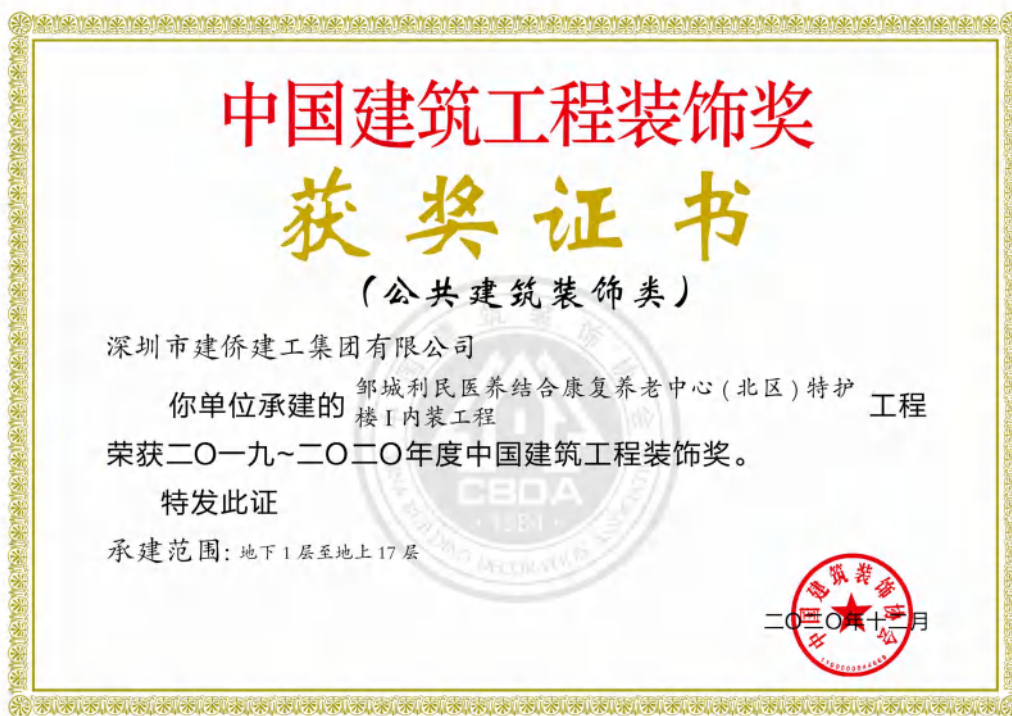 中国建筑工程装饰奖
获奖证书
（公共建筑装饰类）
深圳市建侨建工集团有限公司
你单位承建的 邹城利民医养结合康复养老中心(北区)特护
楼I内装工程 工程
荣获二〇一九~二〇二〇年度中国建筑工程装饰奖。
特发此证
承建范围: 地下1层至地上17层
二〇二〇年十二月
中国建筑装饰协会
CBDA
CHINA BUILDING DECORATION ASSOCIATION